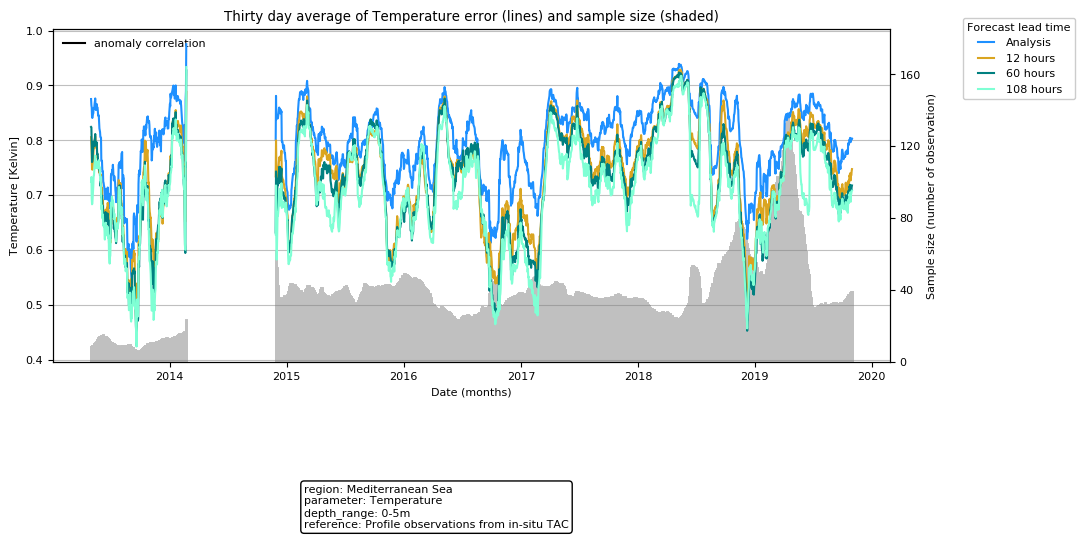 Thirty day average of Temperature error (lines) and sample size (shaded)
Forecast lead time
Analysis
12 hours
60 hours
108 hours
anomaly correlation
1.0
0.9
0.8
0.7
0.6
0.5
0.4
Temperature [Kelvin]
160
120
80
40
0
Sample size (number of observation)
2014 2015 2016 2017 2018 2019 2020
Date (months)
region: Mediterranean Sea
parameter: Temperature
depth_range: 0-5m
reference: Profile observations from in-situ TAC